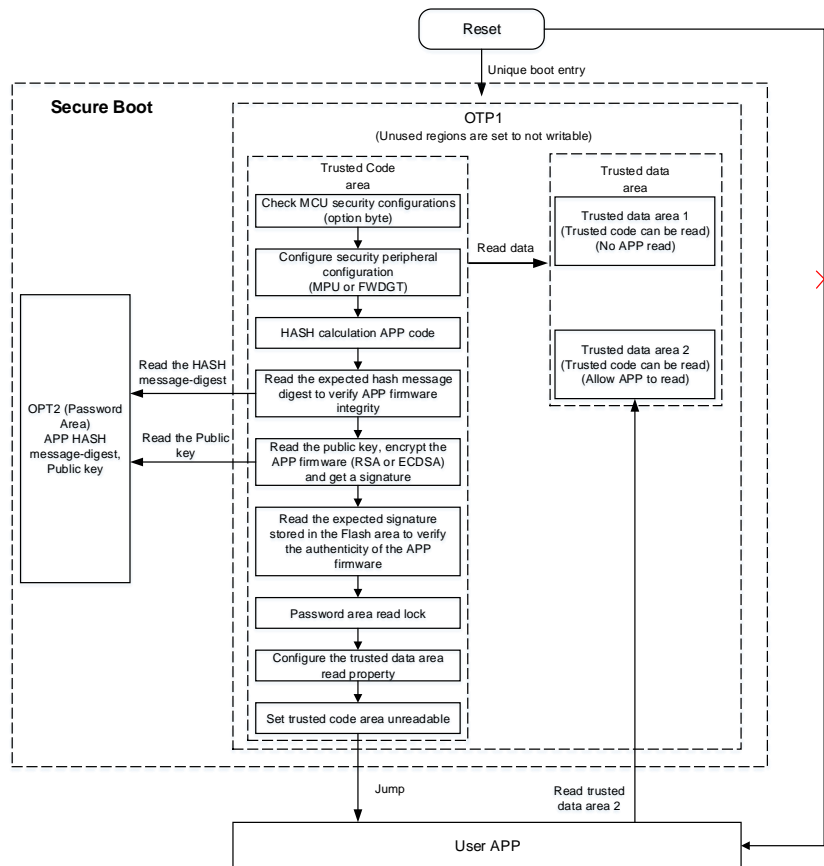 Reset
Unique boot entry
Secure Boot
OTP1
(Unused regions are set to not writable)
Trusted Code
area
Check MCU security configurations
(option byte)
Configure security peripheral
configuration
(MPU or FWDGT)
HASH calculation APP code
Read the expected hash message
digest to verify APP firmware
integrity
Read the public key, encrypt the
APP firmware (RSA or ECDSA)
and get a signature
Read the expected signature
stored in the Flash area to verify
the authenticity of the APP
firmware
Password area read lock
Configure the trusted data area
read property
Set trusted code area unreadable
Read data
Trusted data
area
Trusted data area 1
(Trusted code can be read)
(No APP read)
Trusted data area 2
(Trusted code can be read)
(Allow APP to read)
Read the HASH
message-digest
Read the Public
key
OPT2 (Password
Area)
APP HASH
message-digest,
Public key
Jump
Read trusted
data area 2
User APP